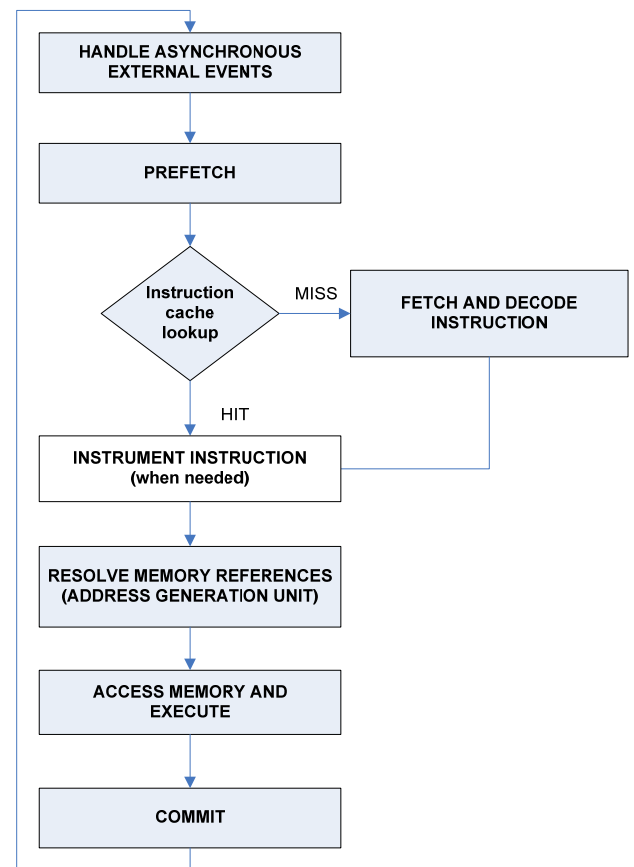 HANDLE ASYNCHRONOUS
EXTERNAL EVENTS
PREFETCH
Instruction
cache
lookup
MISS
FETCH AND DECODE
INSTRUCTION
HIT
INSTRUMENT INSTRUCTION
(when needed)
RESOLVE MEMORY REFERENCES
(ADDRESS GENERATION UNIT)
ACCESS MEMORY AND
EXECUTE
COMMIT